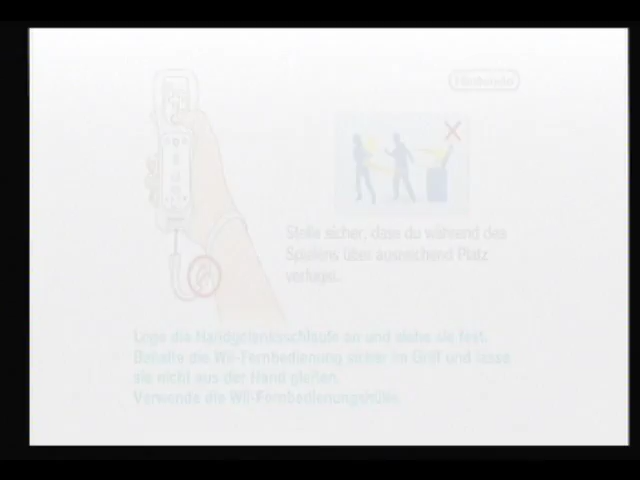 Nintendo
Stelle sicher, dass du während des
Spielens über ausreichend Platz
verfügst.
Lege die Handgelenksschlaufe an und ziehe sie fest.
Behalte die Wii-Fernbedienung sicher im Griff und lasse
sie nicht aus der Hand gleiten.
Verwende die Wii-Fernbedienungshülle.